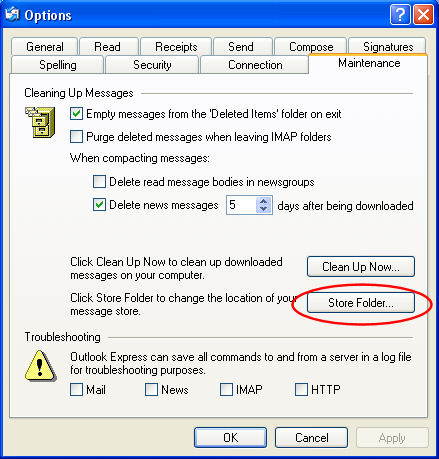 Options
General Read Receipts Send Compose Signatures
Spelling Security Connection Maintenance
Cleaning Up Messages
Empty messages from the 'Deleted Items' folder on exit
Purge deleted messages when leaving IMAP folders
When compacting messages:
Delete read message bodies in newsgroups
Delete news messages 5 days after being downloaded
Click Clean Up Now to clean up downloaded
messages on your computer.
Clean Up Now...
Click Store Folder to change the location of your
message store.
Store Folder...
Troubleshooting
Outlook Express can save all commands to and from a server in a log file
for troubleshooting purposes.
Mail News IMAP HTTP
OK Cancel Apply